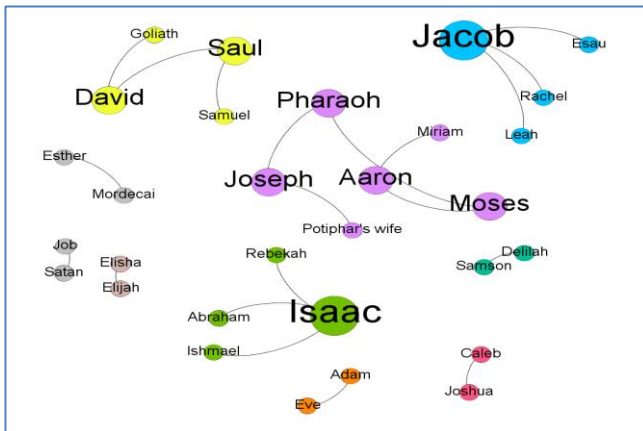 Goliath
Saul
David
Samuel
Jacob
Esau
Rachel
Leah
Pharaoh
Miriam
Joseph
Aaron
Moses
Potiphar's wife
Esther
Mordecai
Job
Satan
Elisha
Elijah
Rebekah
Abraham
Isaac
Ishmael
Delilah
Samson
Adam
Eve
Caleb
Joshua